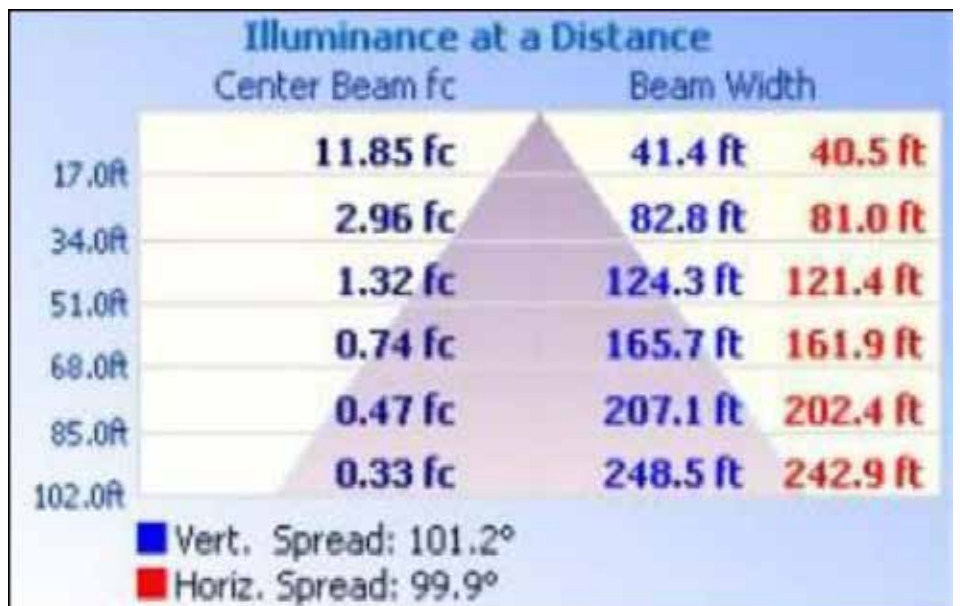 Illuminance at a Distance
Center Beam fc Beam Width
17.0ft 11.85 fc 41.4 ft 40.5 ft
34.0ft 2.96 fc 82.8 ft 81.0 ft
51.0ft 1.32 fc 124.3 ft 121.4 ft
68.0ft 0.74 fc 165.7 ft 161.9 ft
85.0ft 0.47 fc 207.1 ft 202.4 ft
102.0ft 0.33 fc 248.5 ft 242.9 ft
Vert. Spread: 101.2°
Horiz. Spread: 99.9°